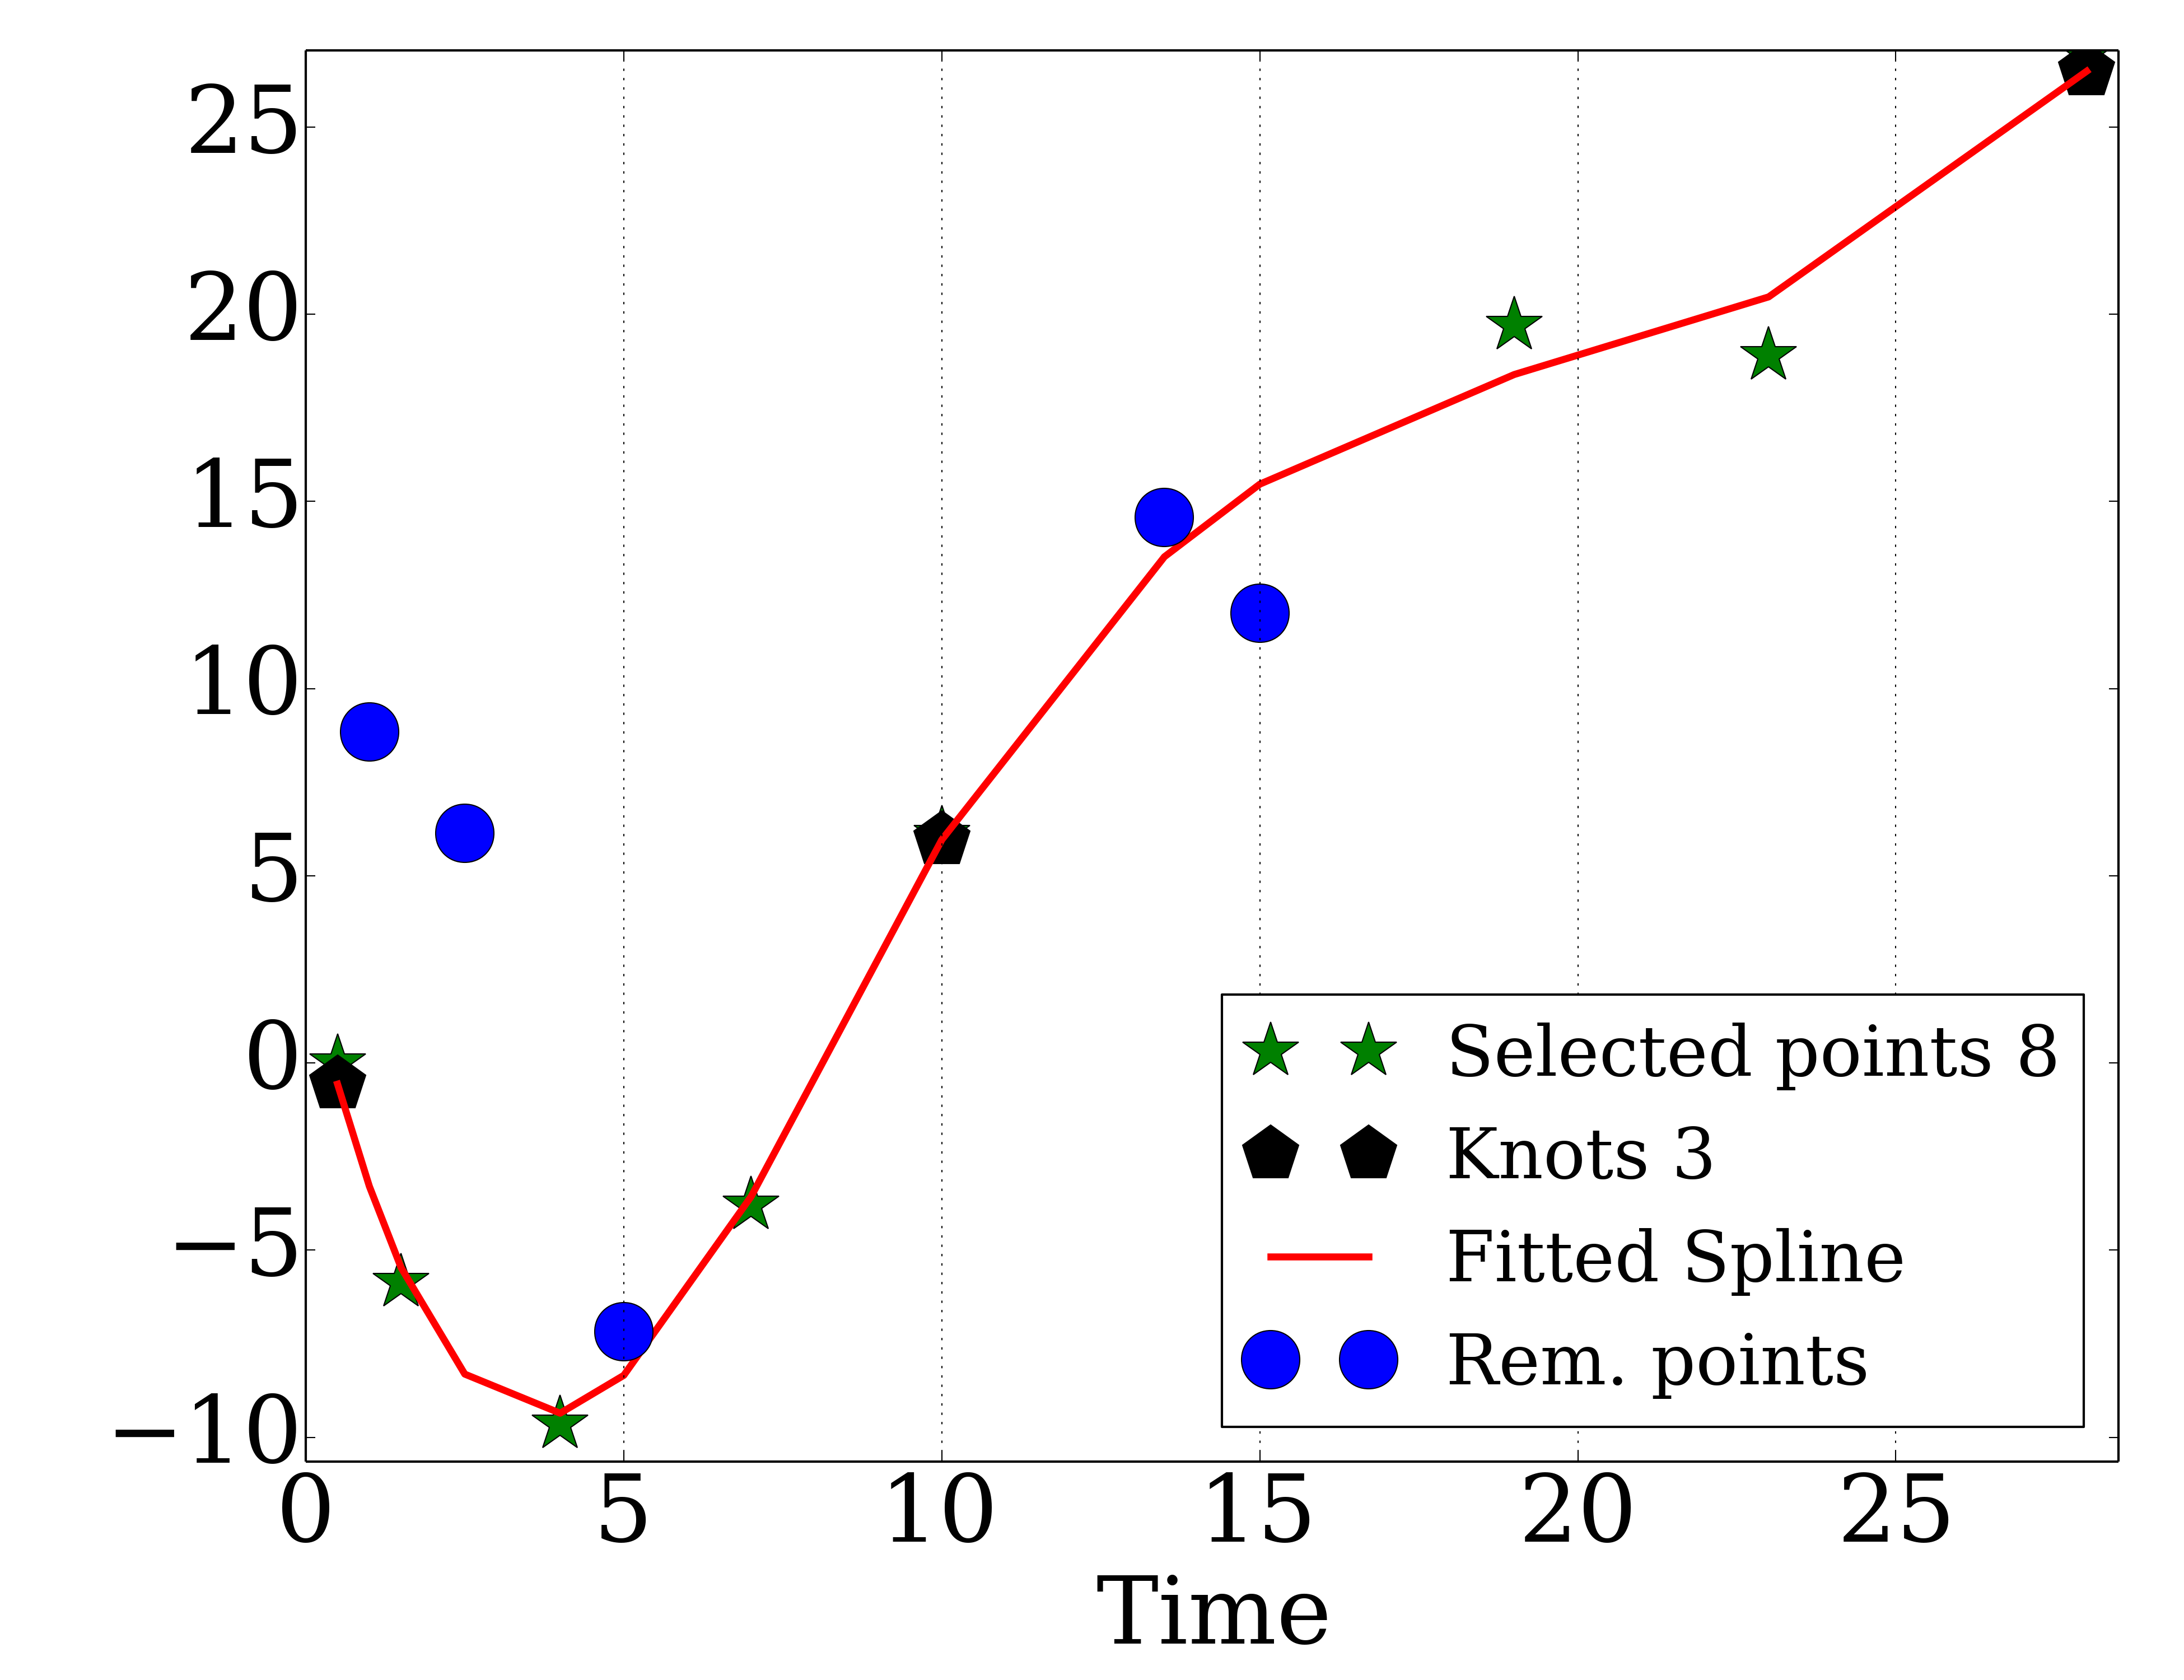 25
20
15
10
5
0
−5
−10
0 5 10 15 20 25
Time
Selected points 8
Knots 3
Fitted Spline
Rem. points